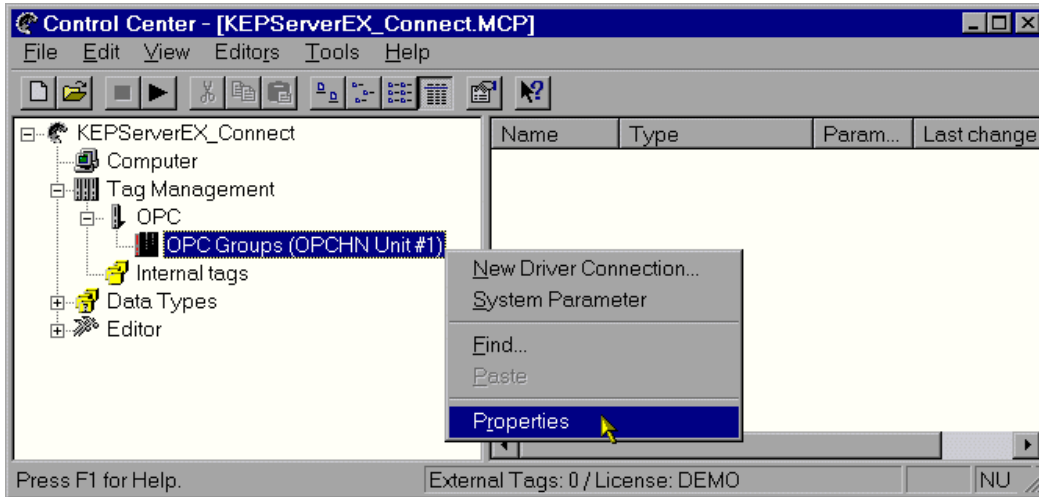 Control Center - [KEPServerEX_Connect.MCP]
File Edit View Editors Tools Help
KEPServerEX_Connect
Computer
Tag Management
OPC
OPC Groups (OPCHN Unit #1)
Internal tags
Data Types
Editor
Name Type Param... Last change
New Driver Connection...
System Parameter
Find...
Paste
Properties
Press F1 for Help. External Tags: 0 / License: DEMO NU